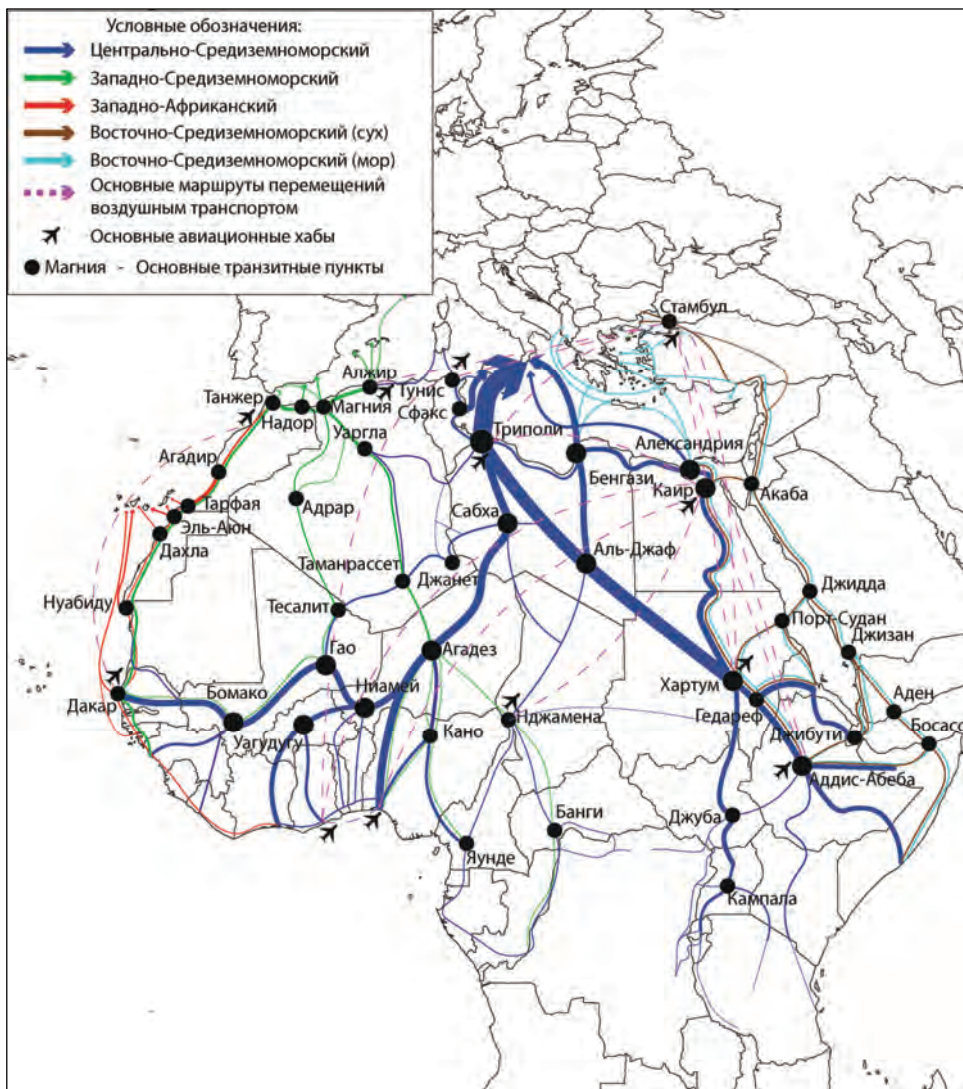 Условные обозначения:
Центрально-Средиземноморский
Западно-Средиземноморский
Западно-Африканский
Восточно-Средиземноморский (сух)
Восточно-Средиземноморский (мор)
Основные маршруты перемещений
воздушным транспортом
Основные авиационные хабы
Магния - Основные транзитные пункты
Стамбул
Алжир
Тунис
Танжер
Надор
Магния
Сфакс
Уаргла
Триполи
Александрия
Агадир
Бенгази
Каир
Акаба
Тарфая
Адрар
Сабха
Эль-Аюн
Дахла
Аль-Джаф
Таманрассет
Джанет
Джидда
Нуабиду
Тесалит
Порт-Судан
Джизан
Гао
Агадез
Хартум
Аден
Дакар
Бомако
Ниамей
Гедареф
Босасо
Нджамена
Джибути
Уагудугу
Кано
Аддис-Абеба
Банги
Джуба
Яунде
Кампала